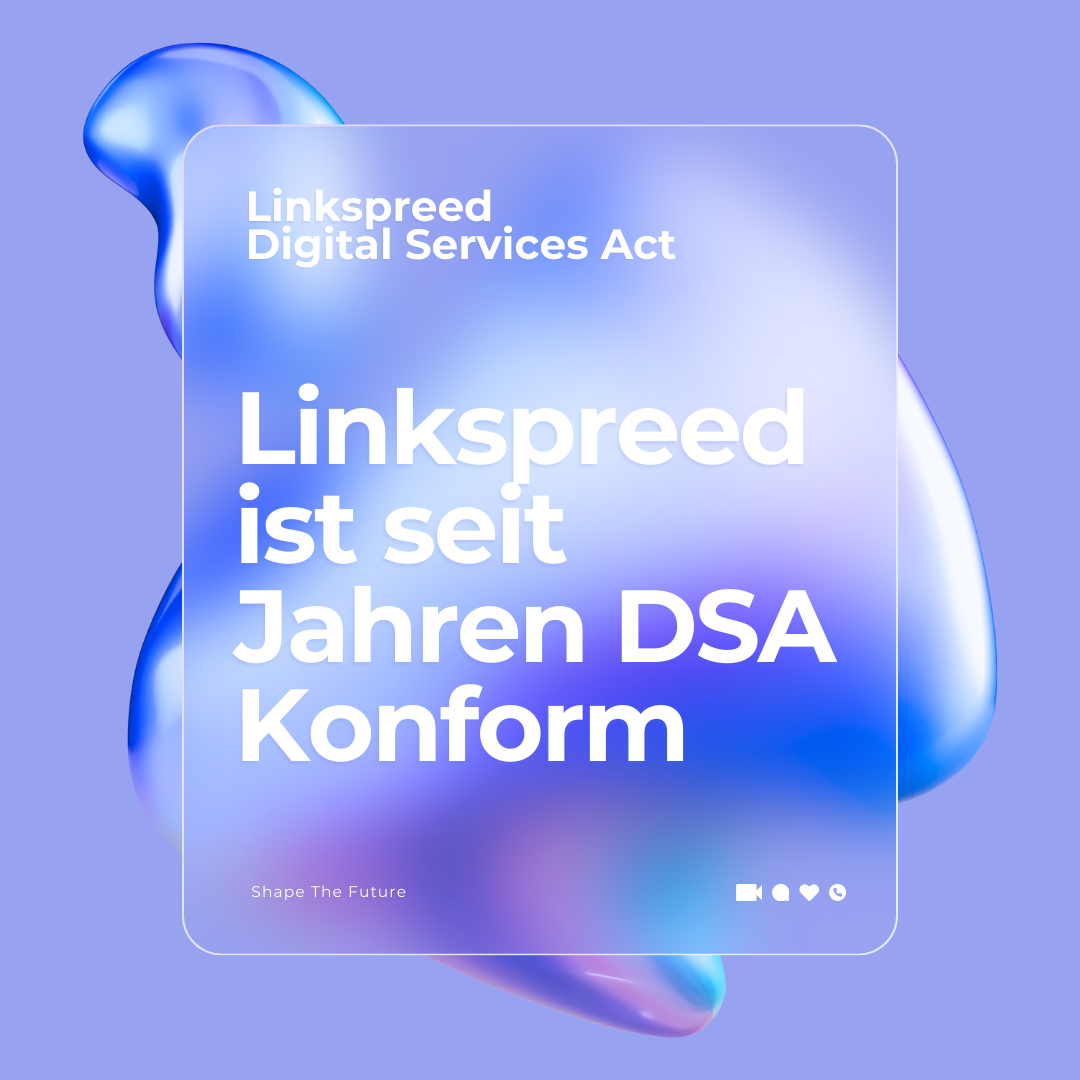 Linkspreed
Digital Services Act
Linkspreed
ist seit
Jahren DSA
Konform
Shape The Future